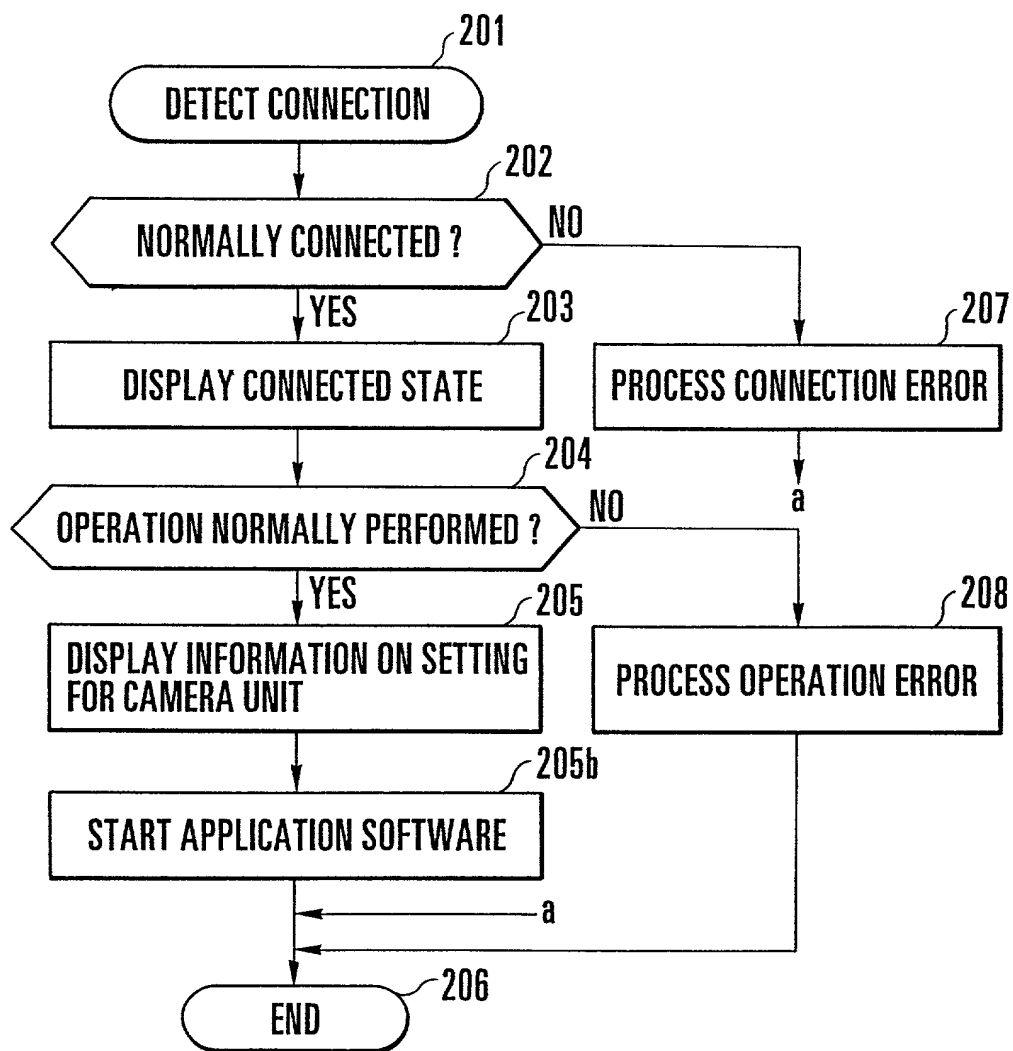 201
DETECT CONNECTION
202
NORMALLY CONNECTED ?
NO
YES
203
207
DISPLAY CONNECTED STATE
PROCESS CONNECTION ERROR
204
a
OPERATION NORMALLY PERFORMED ?
NO
YES
205
208
DISPLAY INFORMATION ON SETTING
FOR CAMERA UNIT
PROCESS OPERATION ERROR
205b
START APPLICATION SOFTWARE
a
206
END